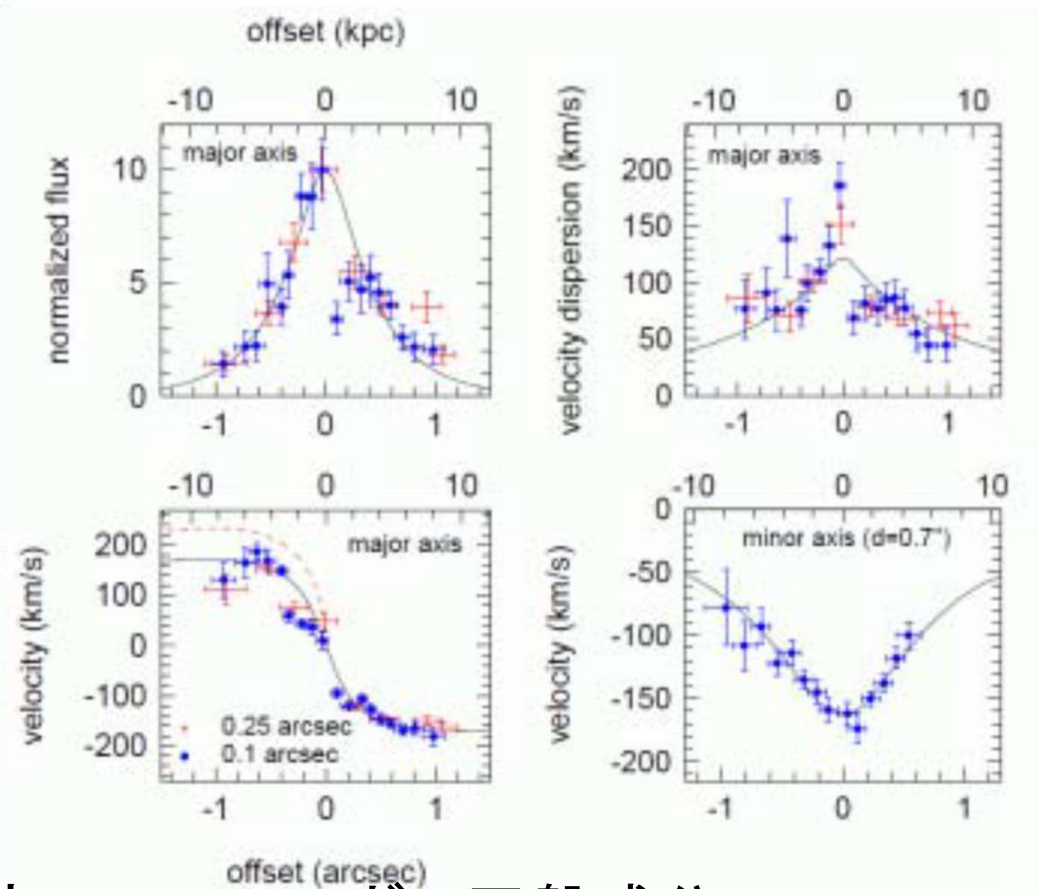 offset (kpc)
-10 0 10
-10 0 10
normalized flux
major axis
10
5
0
-1 0 1
velocity dispersion (km/s)
major axis
200
150
100
50
0
-1 0 1
-10 0 10
-10 0 10
velocity (km/s)
major axis
200
100
0
-100
-200
0.25 arcsec
0.1 arcsec
-1 0 1
offset (arcsec)
velocity (km/s)
minor axis (d=0.7")
0
-50
-100
-150
-200
-1 0 1